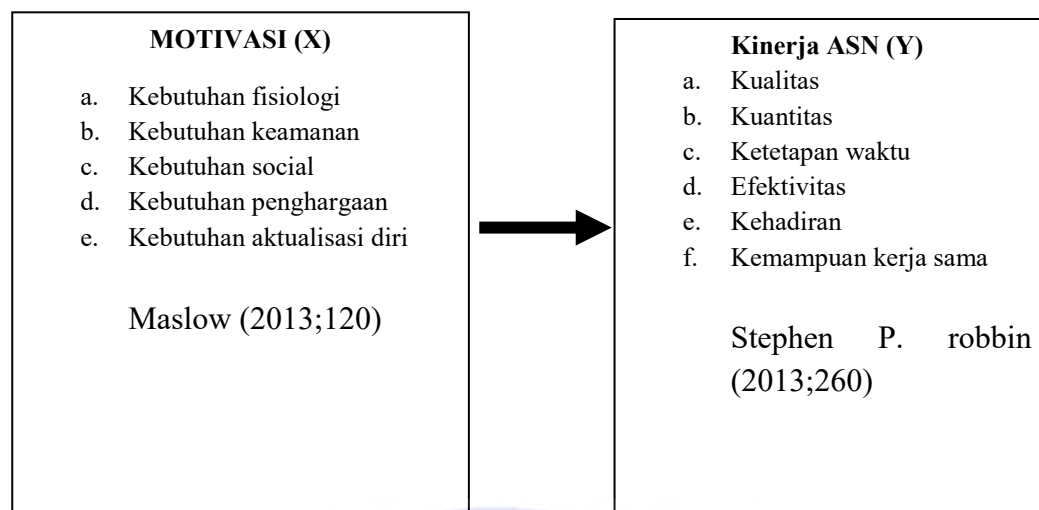 MOTIVASI (X)
a. Kebutuhan fisiologi
b. Kebutuhan keamanan
c. Kebutuhan social
d. Kebutuhan penghargaan
e. Kebutuhan aktualisasi diri
Maslow (2013;120)
Kinerja ASN (Y)
a. Kualitas
b. Kuantitas
c. Ketetapan waktu
d. Efektivitas
e. Kehadiran
f. Kemampuan kerja sama
Stephen P. robbin
(2013;260)